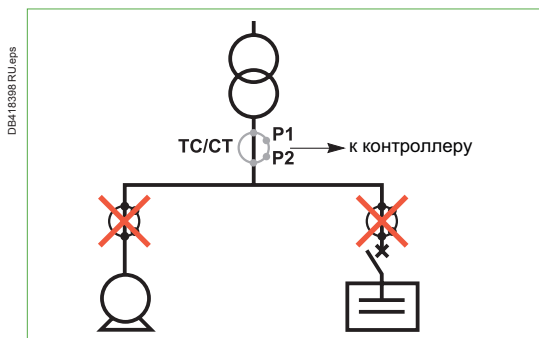 DB418398 RU.eps
TC/CT
P1
P2
к контроллеру